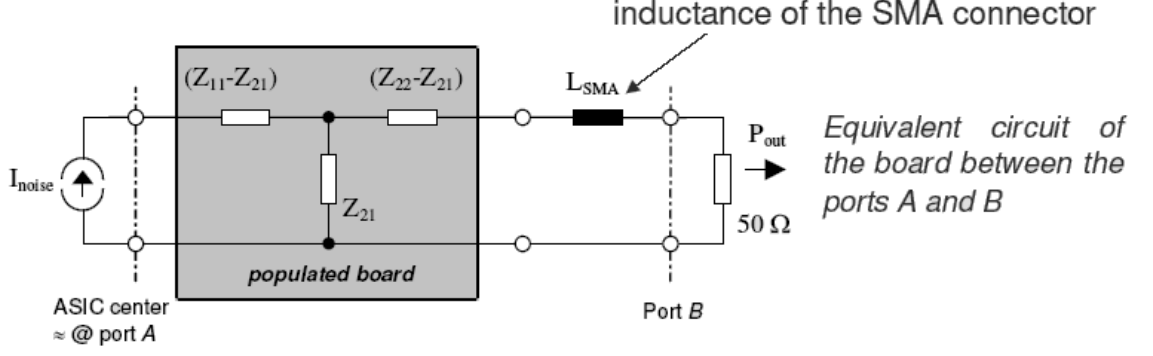 inductance of the SMA connector
(Z11-Z21)
(Z22-Z21)
LSMA
Inoise
Z21
Pout
50 Ω
Equivalent circuit of
the board between the
ports A and B
populated board
ASIC center
≈ @ port A
Port B